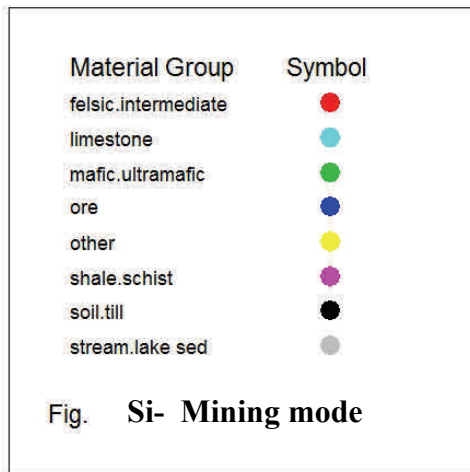 Material Group Symbol
felsic.intermediate
limestone
mafic.ultramafic
ore
other
shale.schist
soil.till
stream.lake sed
Fig. Si- Mining mode